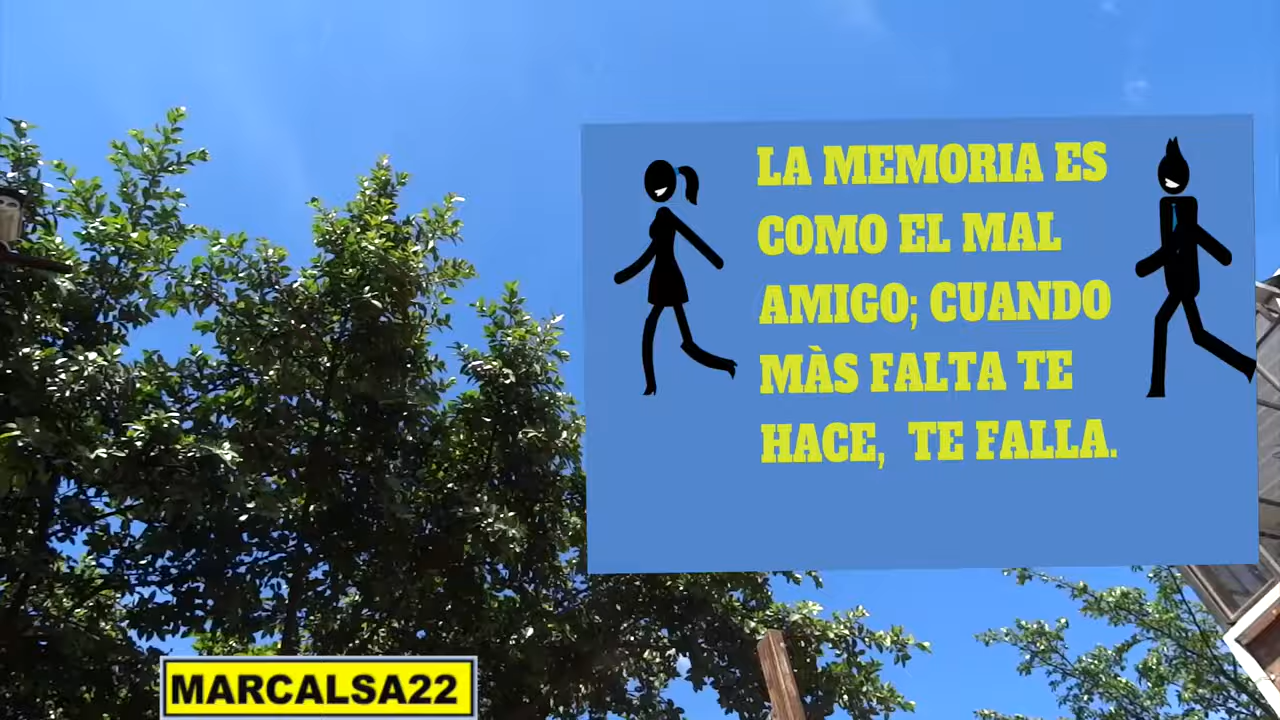 LA MEMORIA ES
COMO EL MAL
AMIGO; CUANDO
MÀS FALTA TE
HACE, TE FALLA.
MARCALSA22